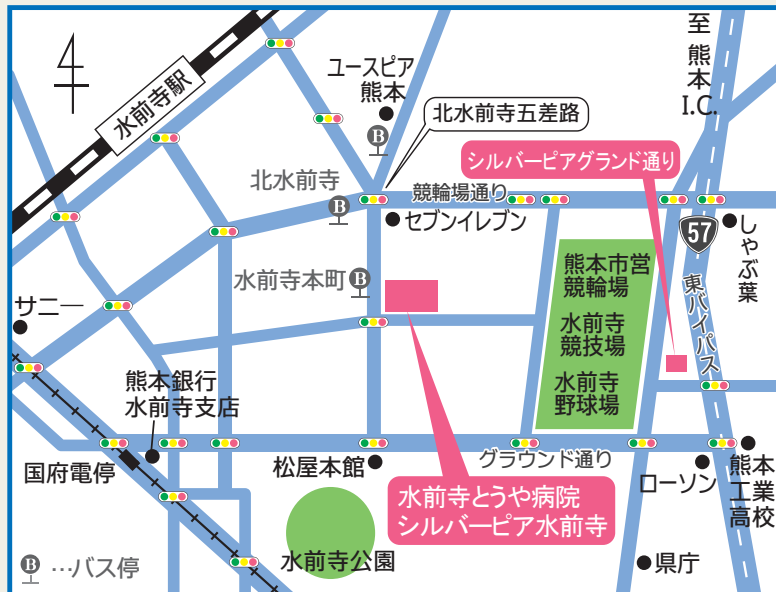 至
熊本
I.C.
ユースピア
熊本
水前寺駅
北水前寺五差路
シルバーピアグランド通り
B
北水前寺
B
競輪場通り
セブンイレブン
57
しゃぶ葉
水前寺本町
B
熊本市営
競輪場
水前寺
競技場
水前寺
野球場
東バイパス
サニー
熊本銀行
水前寺支店
国府電停
松屋本館
グラウンド通り
ローソン
熊本
工業
高校
水前寺とうや病院
シルバーピア水前寺
水前寺公園
県庁
B…バス停